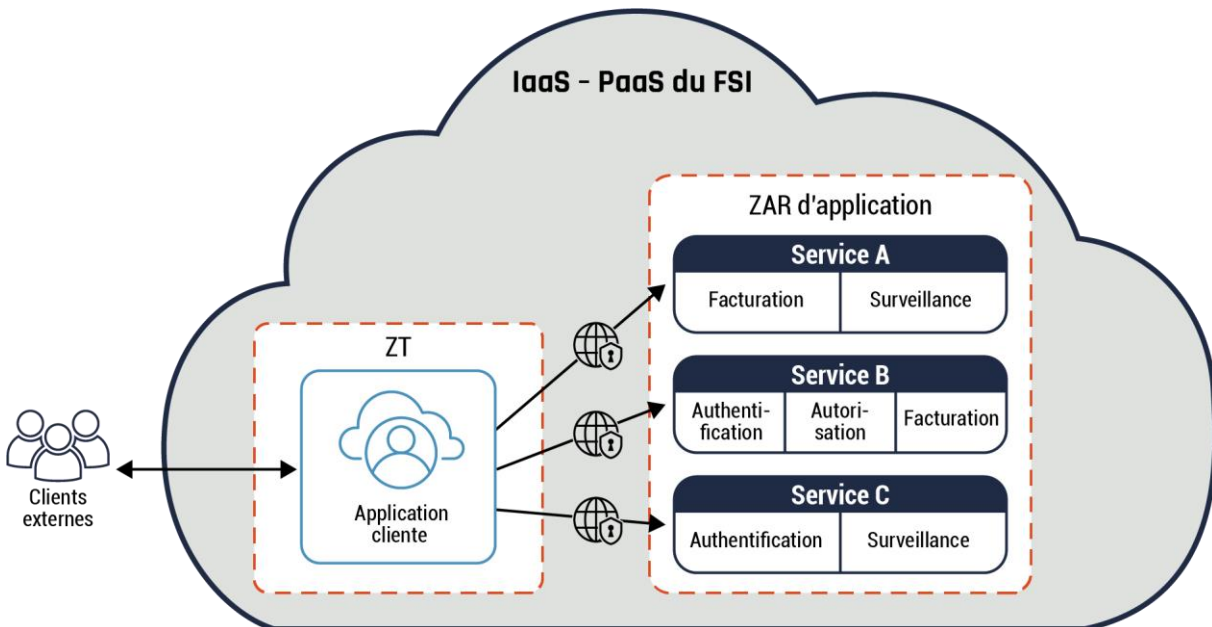 IaaS – PaaS du FSI
ZAR d'application
Service A
Facturation
Surveillance
ZT
Service B
Authenti-
fication
Autori-
sation
Facturation
Clients
externes
Application
cliente
Service C
Authentification
Surveillance